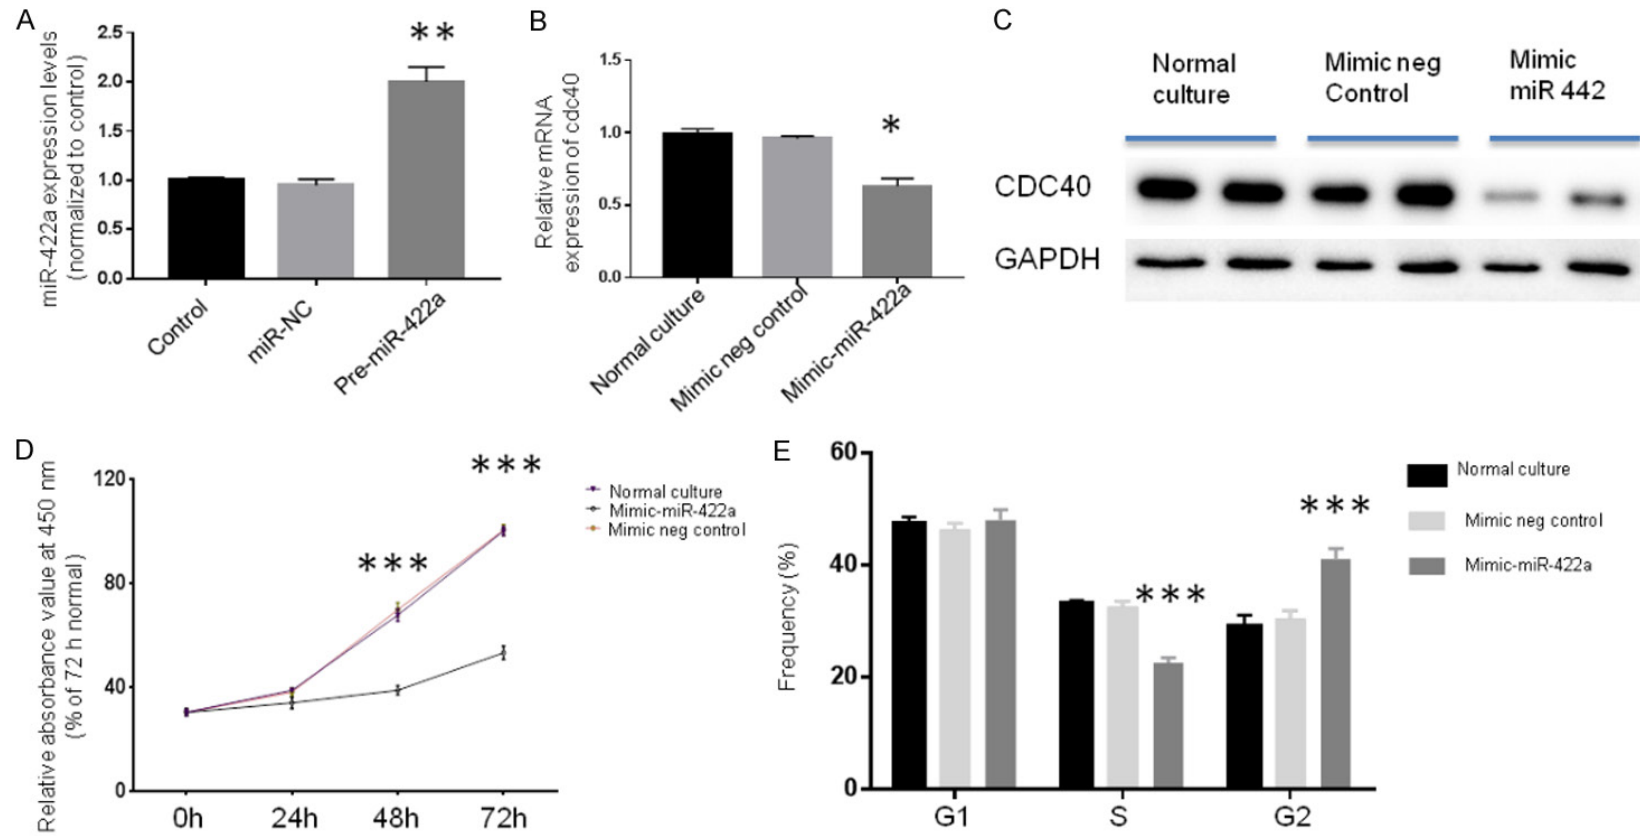 A
miR-422a expression levels
(normalized to control)
2.5
2.0
1.5
1.0
0.5
0.0
**
Control
miR-NC
Pre-miR-422a
B
Relative mRNA
expression of cdc40
1.5
1.0
0.5
0.0
*
Normal culture
Mimic neg control
Mimic-miR-422a
C
Normal
culture
Mimic neg
Control
Mimic
miR 442
CDC40
GAPDH
D
Relative absorbance value at 450 nm
(% of 72 h normal)
120
80
40
0
***
***
0h
24h
48h
72h
Normal culture
Mimic-miR-422a
Mimic neg control
E
Frequency (%)
60
40
20
0
***
***
G1
S
G2
Normal culture
Mimic neg control
Mimic-miR-422a